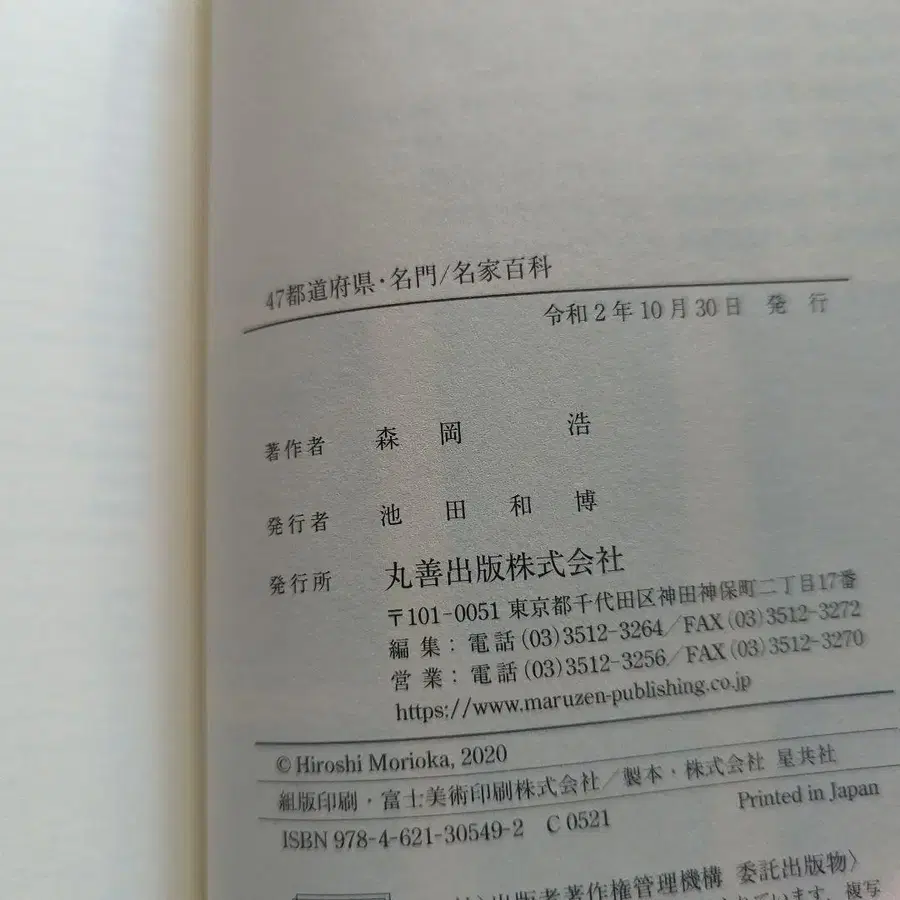 47都道府県・名門/名家百科
令和2年10月30日 発行
著作者 森岡 浩
発行者 池田和博
発行所 丸善出版株式会社
〒101-0051 東京都千代田区神田神保町二丁目17番
編集:電話(03)3512-3264/FAX(03)3512-3272
営業:電話(03)3512-3256/FAX(03)3512-3270
https://www.maruzen-publishing.co.jp
© Hiroshi Morioka, 2020
組版印刷・富士美術印刷株式会社/製本・株式会社 星共社
ISBN 978-4-621-30549-2 C 0521
Printed in Japan
出版者著作権管理機構 委託出版物〉
ています.複写